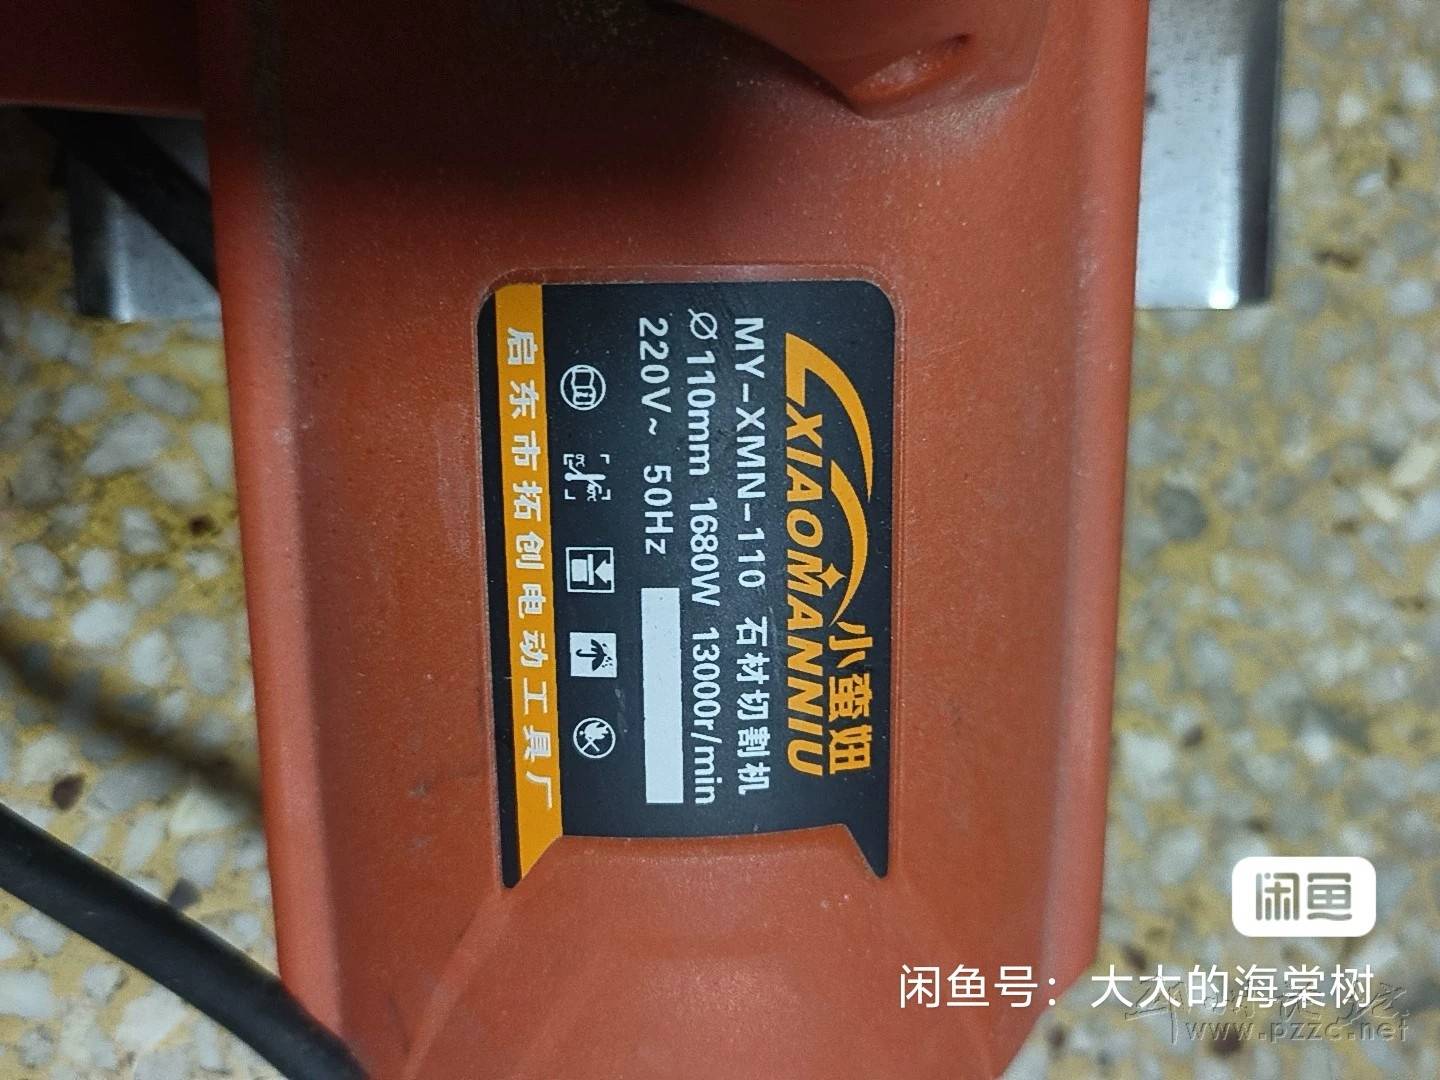 小蛮妞
XIAOMANNIU
MY-XMN-110 石材切割机
∅110mm 1680W 13000r/min
220V~ 50Hz
启东市拓创电动工具厂
闲鱼
闲鱼号：大大的海棠树
www.pzzc.net